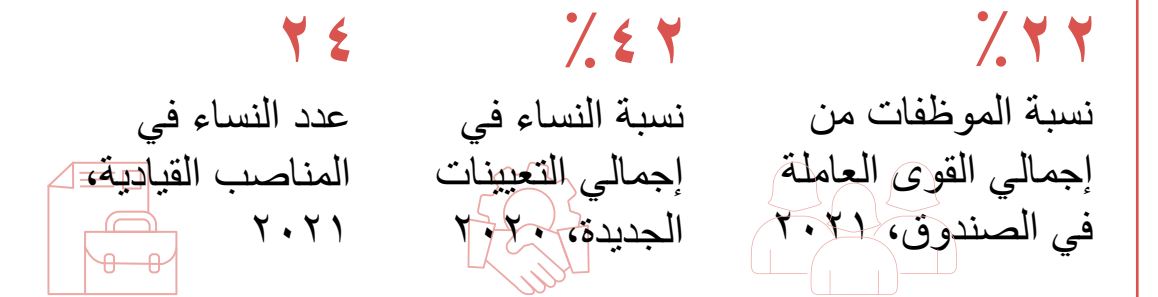 ٪٢٢
نسبة الموظفات من
إجمالي القوى العاملة
في الصندوق، ٢٠٢١
٪٤٢
نسبة النساء في
إجمالي التعيينات
الجديدة، ٢٠٢٠
٢٤
عدد النساء في
المناصب القيادية،
٢٠٢١